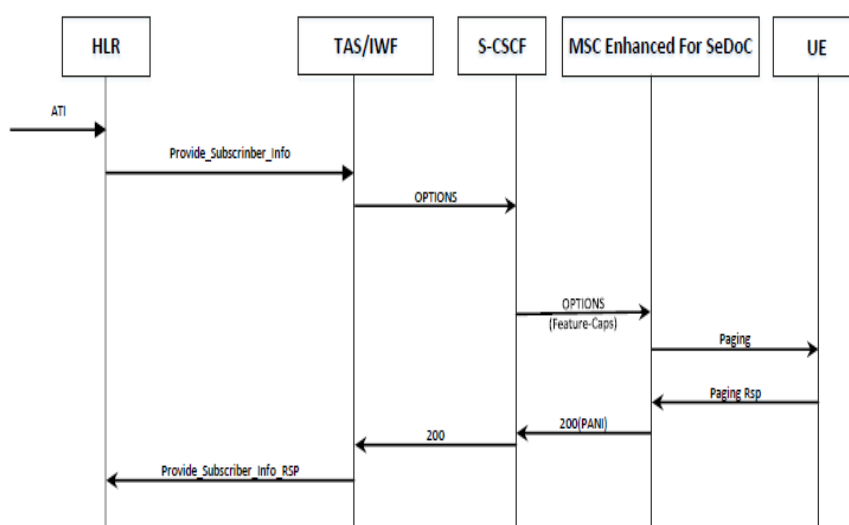 HLR
TAS/IWF
S-CSCF
MSC Enhanced For SeDoC
UE
ATI
Provide_Subscrinber_Info
OPTIONS
OPTIONS
(Feature-Caps)
Paging
Paging Rsp
200(PANI)
200
Provide_Subscriber_Info_RSP